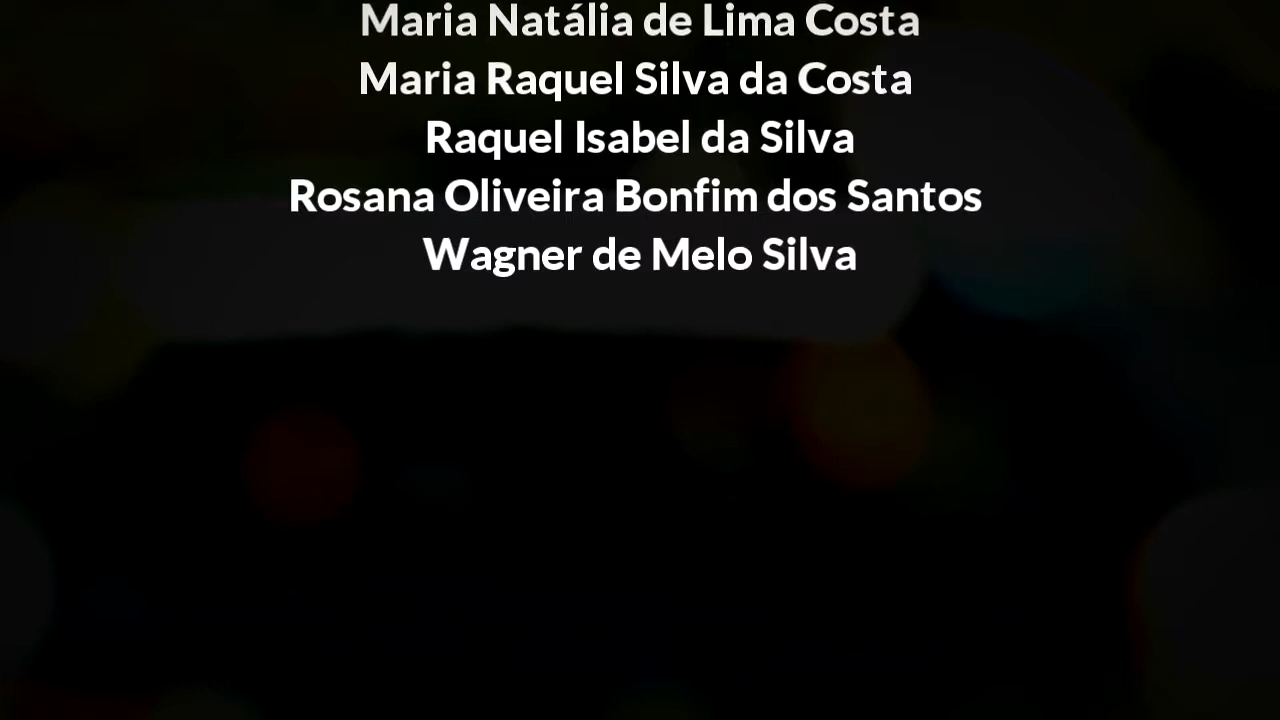 Maria Natália de Lima Costa
Maria Raquel Silva da Costa
Raquel Isabel da Silva
Rosana Oliveira Bonfim dos Santos
Wagner de Melo Silva